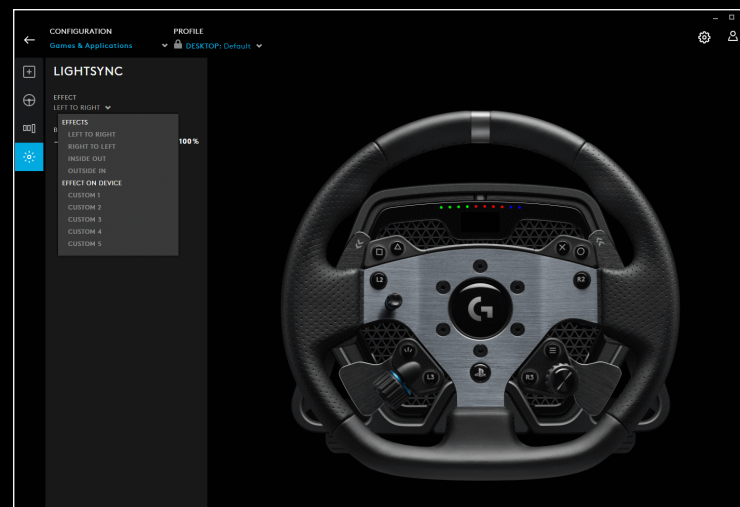 CONFIGURATION
Games & Applications
PROFILE
DESKTOP: Default
LIGHTSYNC
EFFECT
LEFT TO RIGHT
EFFECTS
LEFT TO RIGHT
RIGHT TO LEFT
INSIDE OUT
OUTSIDE IN
EFFECT ON DEVICE
CUSTOM 1
CUSTOM 2
CUSTOM 3
CUSTOM 4
CUSTOM 5
100%
L2
R2
G
L3
R3